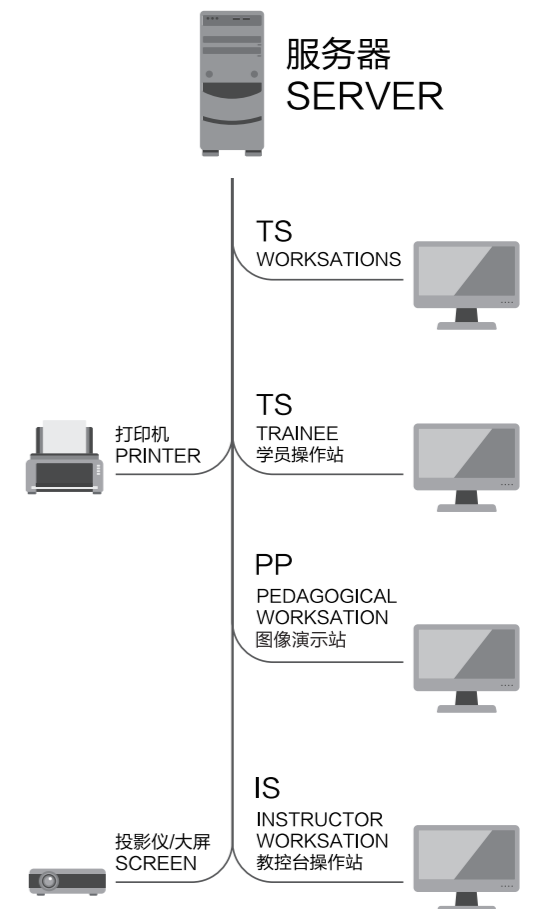 服务器
SERVER
TS
WORKSATIONS
TS
TRAINEE
学员操作站
打印机
PRINTER
PP
PEDAGOGICAL
WORKSATION
图像演示站
IS
INSTRUCTOR
WORKSATION
教控台操作站
投影仪/大屏
SCREEN